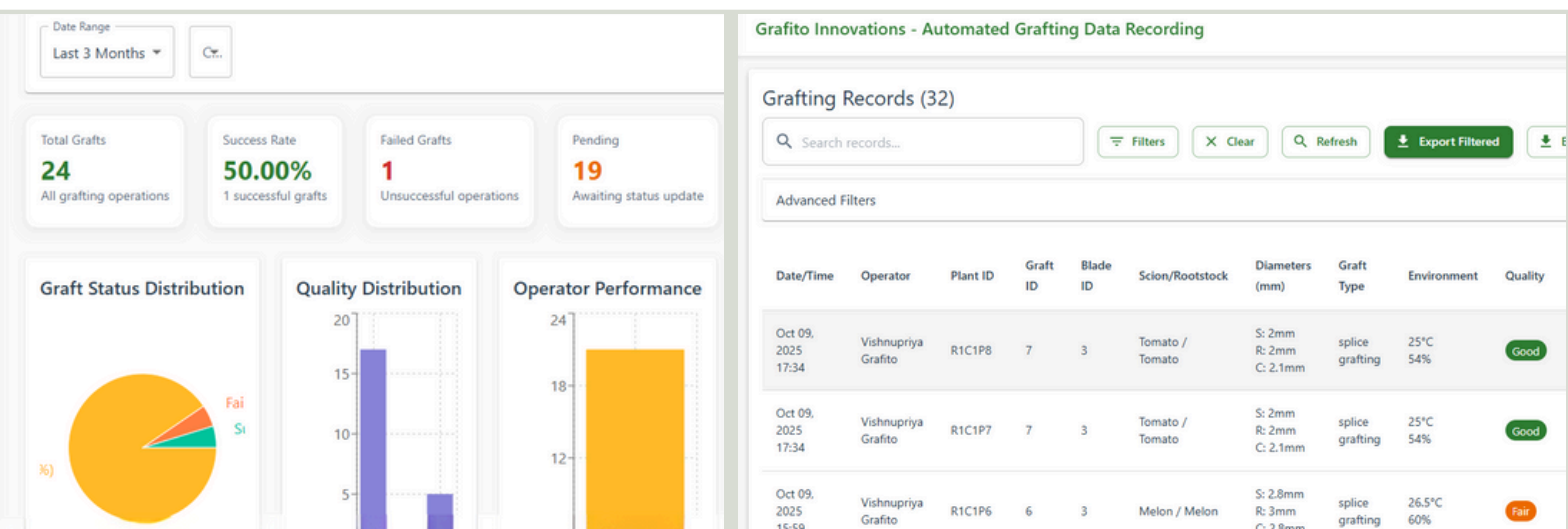 Date Range
Last 3 Months
C...
Total Grafts
24
All grafting operations
Success Rate
50.00%
1 successful grafts
Failed Grafts
1
Unsuccessful operations
Pending
19
Awaiting status update
Graft Status Distribution
Fai
Su
%)
Quality Distribution
20
15
10
5
Operator Performance
24
18
12
Grafito Innovations - Automated Grafting Data Recording
Grafting Records (32)
Search records...
Filters
Clear
Refresh
Export Filtered
E
Advanced Filters
Date/Time Operator Plant ID Graft ID Blade ID Scion/Rootstock Diameters (mm) Graft Type Environment Quality
Oct 09, 2025 17:34 Vishnupriya Grafito R1C1P8 7 3 Tomato / Tomato S: 2mm R: 2mm C: 2.1mm splice grafting 25°C 54% Good
Oct 09, 2025 17:34 Vishnupriya Grafito R1C1P7 7 3 Tomato / Tomato S: 2mm R: 2mm C: 2.1mm splice grafting 25°C 54% Good
Oct 09, 2025 15:59 Vishnupriya Grafito R1C1P6 6 3 Melon / Melon S: 2.8mm R: 3mm C: 2.8mm splice grafting 26.5°C 60% Fair